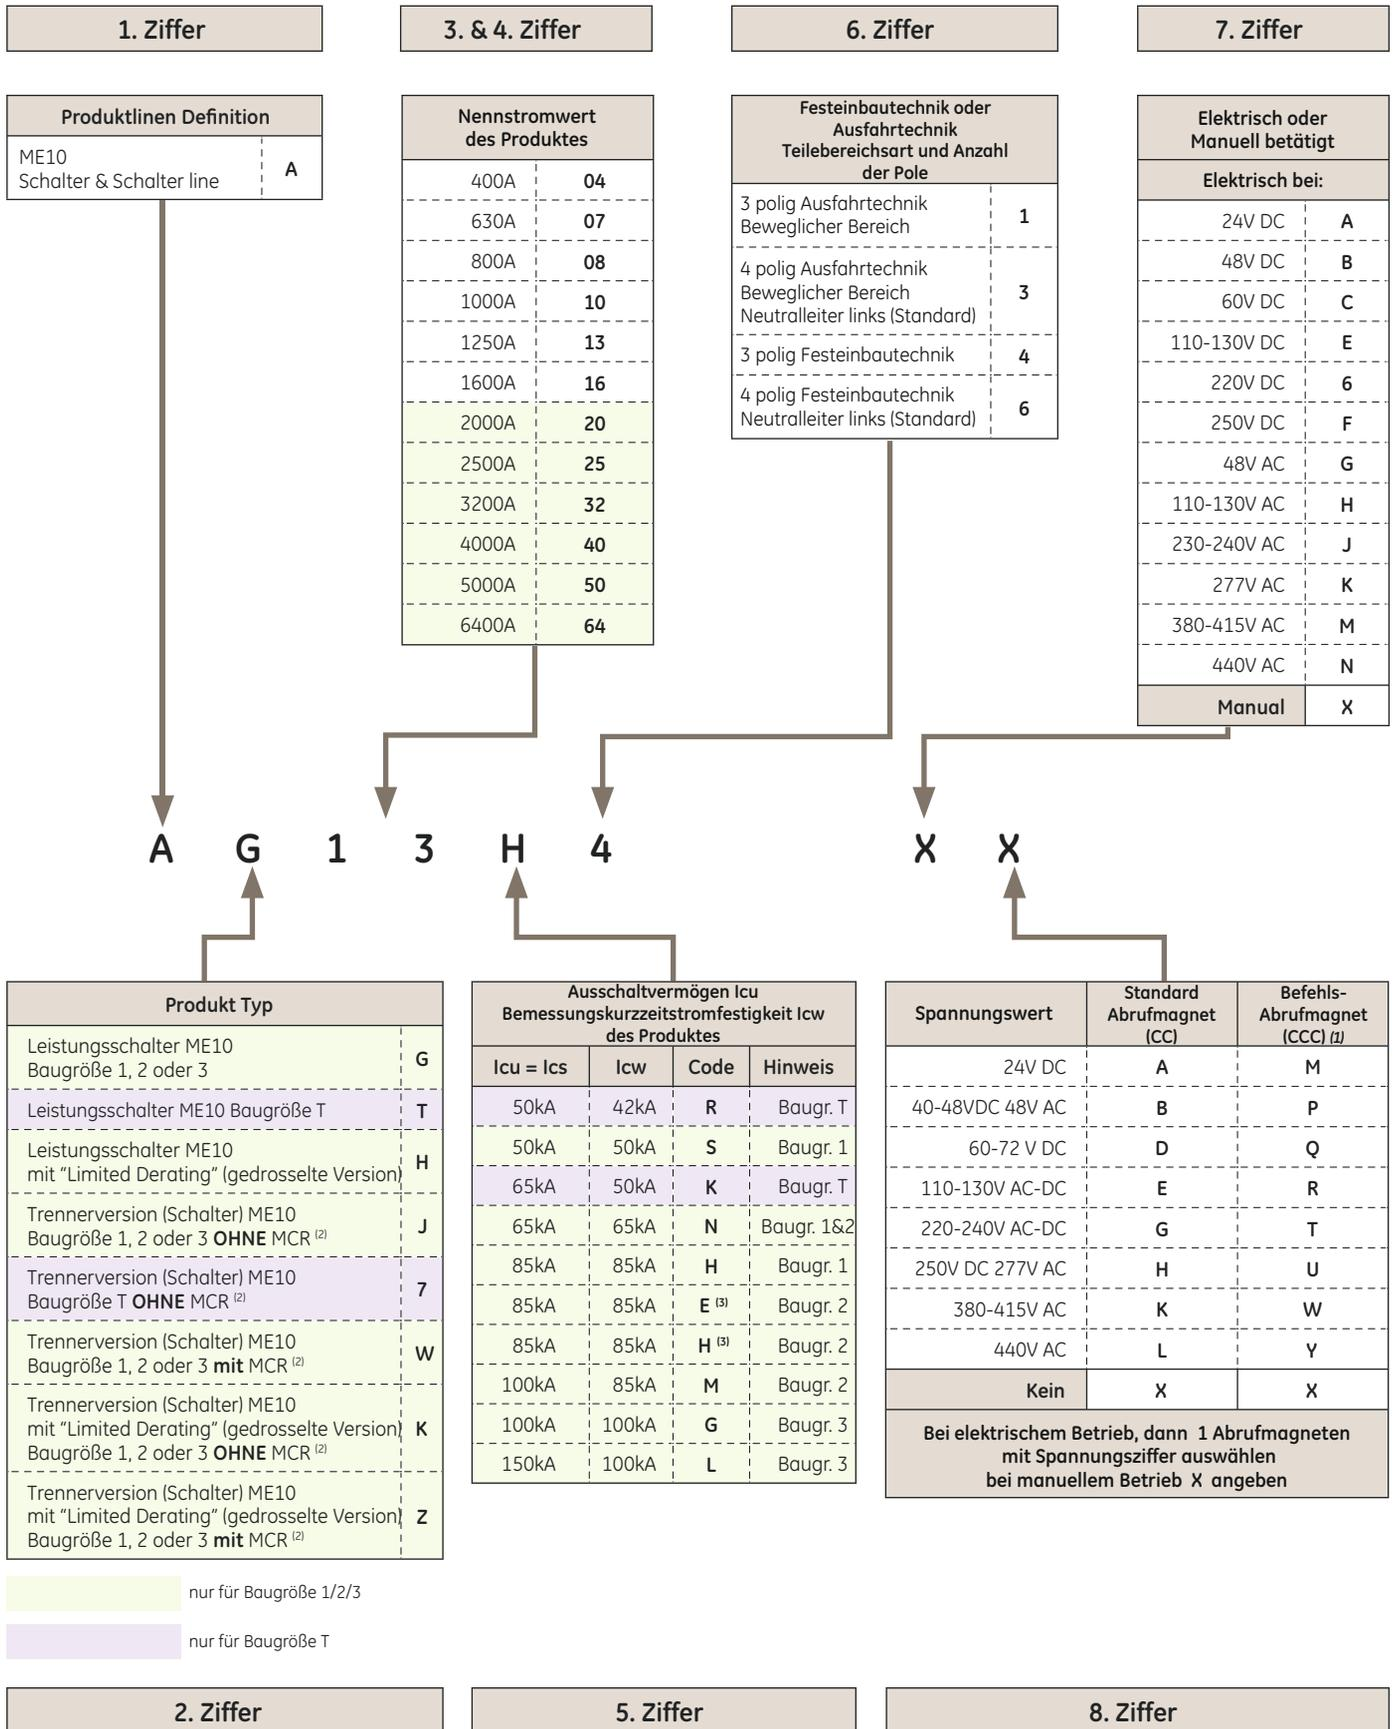 1. Ziffer
3. & 4. Ziffer
6. Ziffer
7. Ziffer
Produktlinen Definition
ME10
Schalter & Schalter line
A
Nennstromwert
des Produktes
400A 04
630A 07
800A 08
1000A 10
1250A 13
1600A 16
2000A 20
2500A 25
3200A 32
4000A 40
5000A 50
6400A 64
Festeinbautechnik oder
Ausfahrtechnik
Teilebereichsart und Anzahl
der Pole
3 polig Ausfahrtechnik
Beweglicher Bereich
1
4 polig Ausfahrtechnik
Beweglicher Bereich
Neutralleiter links (Standard)
3
3 polig Festeinbautechnik 4
4 polig Festeinbautechnik
Neutralleiter links (Standard)
6
Elektrisch oder
Manuell betätigt
Elektrisch bei:
24V DC A
48V DC B
60V DC C
110-130V DC E
220V DC 6
250V DC F
48V AC G
110-130V AC H
230-240V AC J
277V AC K
380-415V AC M
440V AC N
Manual X
A G 1 3 H 4 X X
Produkt Typ
Leistungsschalter ME10
Baugröße 1, 2 oder 3
G
Leistungsschalter ME10 Baugröße T T
Leistungsschalter ME10
mit “Limited Derating” (gedrosselte Version)
H
Trennerversion (Schalter) ME10
Baugröße 1, 2 oder 3 OHNE MCR (2)
J
Trennerversion (Schalter) ME10
Baugröße T OHNE MCR (2)
7
Trennerversion (Schalter) ME10
Baugröße 1, 2 oder 3 mit MCR (2)
W
Trennerversion (Schalter) ME10
mit “Limited Derating” (gedrosselte Version)
Baugröße 1, 2 oder 3 OHNE MCR (2)
K
Trennerversion (Schalter) ME10
mit “Limited Derating” (gedrosselte Version)
Baugröße 1, 2 oder 3 mit MCR (2)
Z
nur für Baugröße 1/2/3
nur für Baugröße T
Ausschaltvermögen Icu
Bemessungskurzzeitstromfestigkeit Icw
des Produktes
Icu = Ics Icw Code Hinweis
50kA 42kA R Baugr. T
50kA 50kA S Baugr. 1
65kA 50kA K Baugr. T
65kA 65kA N Baugr. 1&2
85kA 85kA H Baugr. 1
85kA 85kA E (3) Baugr. 2
85kA 85kA H (3) Baugr. 2
100kA 85kA M Baugr. 2
100kA 100kA G Baugr. 3
150kA 100kA L Baugr. 3
Spannungswert
Standard
Abrufmagnet
(CC)
Befehls-
Abrufmagnet
(CCC) (1)
24V DC A M
40-48VDC 48V AC B P
60-72 V DC D Q
110-130V AC-DC E R
220-240V AC-DC G T
250V DC 277V AC H U
380-415V AC K W
440V AC L Y
Kein X X
Bei elektrischem Betrieb, dann 1 Abrufmagneten
mit Spannungsziffer auswählen
bei manuellem Betrieb X angeben
2. Ziffer
5. Ziffer
8. Ziffer